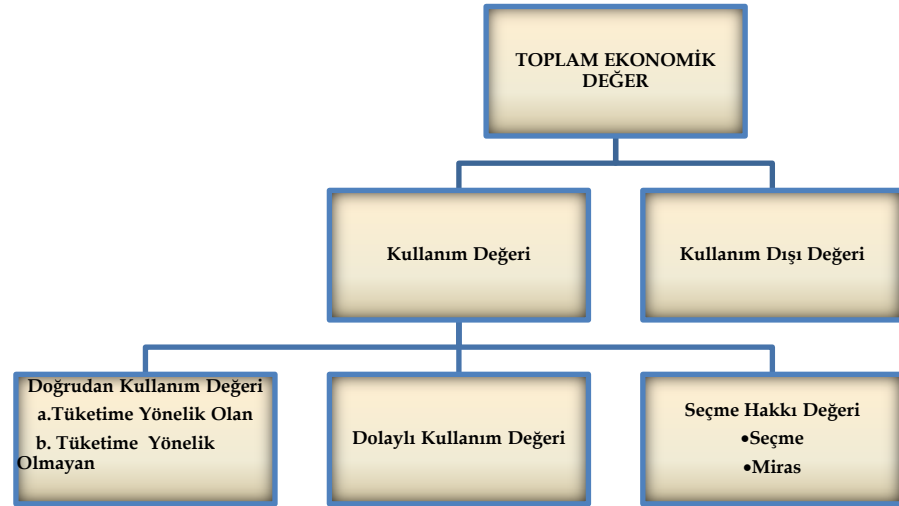 TOPLAM EKONOMİK
DEĞER
Kullanım Değeri
Kullanım Dışı Değeri
Doğrudan Kullanım Değeri
a.Tüketime Yönelik Olan
b. Tüketime Yönelik
Olmayan
Dolaylı Kullanım Değeri
Seçme Hakkı Değeri
•Seçme
•Miras